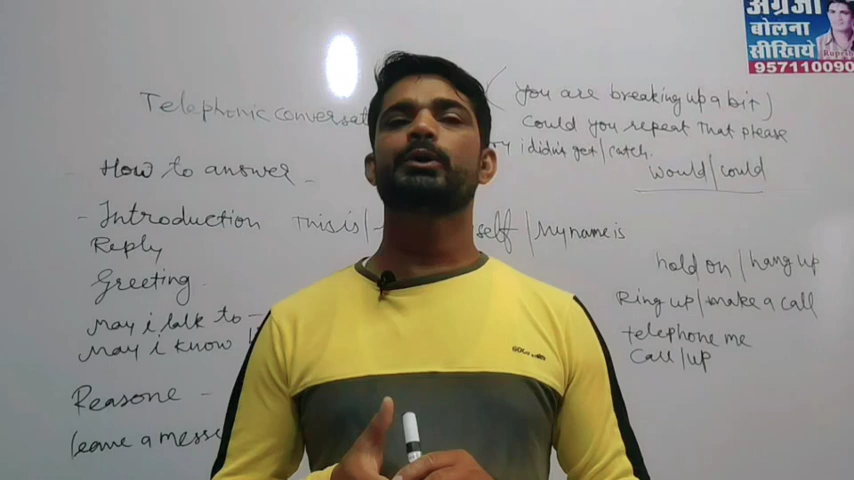 अंग्रेजी
बोलना
सीखिये
Rupesh
957110090
Telephonic conversat
(You are breaking up a bit)
Could you repeat that please
i didn't get/catch.
would/could
How to answer -
- Introduction This is/ self/My name is
Reply
Greeting.
May i talk to -
May i know
Reasone -
leave a messa
hold on/hang up
Ring up/make a call
telephone me
Call/up